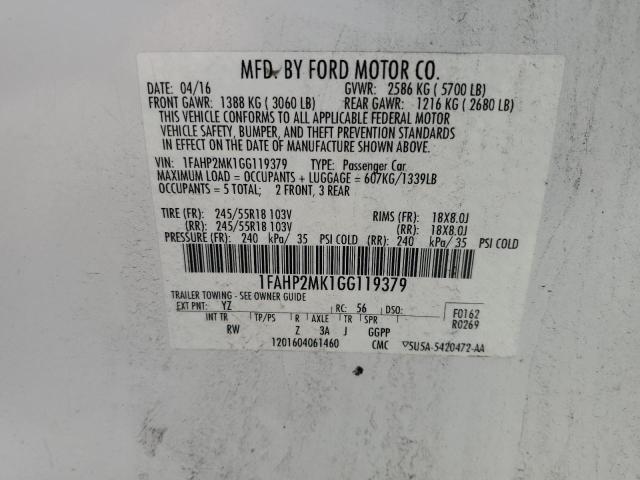 MFD. BY FORD MOTOR CO.
DATE: 04/16 GVWR: 2586 KG ( 5700 LB)
FRONT GAWR: 1388 KG ( 3060 LB) REAR GAWR: 1216 KG ( 2680 LB)
THIS VEHICLE CONFORMS TO ALL APPLICABLE FEDERAL MOTOR
VEHICLE SAFETY, BUMPER, AND THEFT PREVENTION STANDARDS
IN EFFECT ON THE DATE OF MANUFACTURE SHOWN ABOVE.
VIN: 1FAHP2MK1GG119379 TYPE: Passenger Car
MAXIMUM LOAD = OCCUPANTS + LUGGAGE = 607KG/1339LB
OCCUPANTS = 5 TOTAL; 2 FRONT, 3 REAR
TIRE (FR): 245/55R18 103V RIMS (FR): 18X8.0J
(RR): 245/55R18 103V (RR): 18X8.0J
PRESSURE (FR): 240 kPa/ 35 PSI COLD (RR): 240 kPa/ 35 PSI COLD
1FAHP2MK1GG119379
TRAILER TOWING - SEE OWNER GUIDE
EXT PNT: YZ RC: 56 DSO: F0162
INT TR TP/PS R AXLE TR SPR R0269
RW Z 3A J GGPP
1201604061460 CMC ▽5U5A-5420472-AA